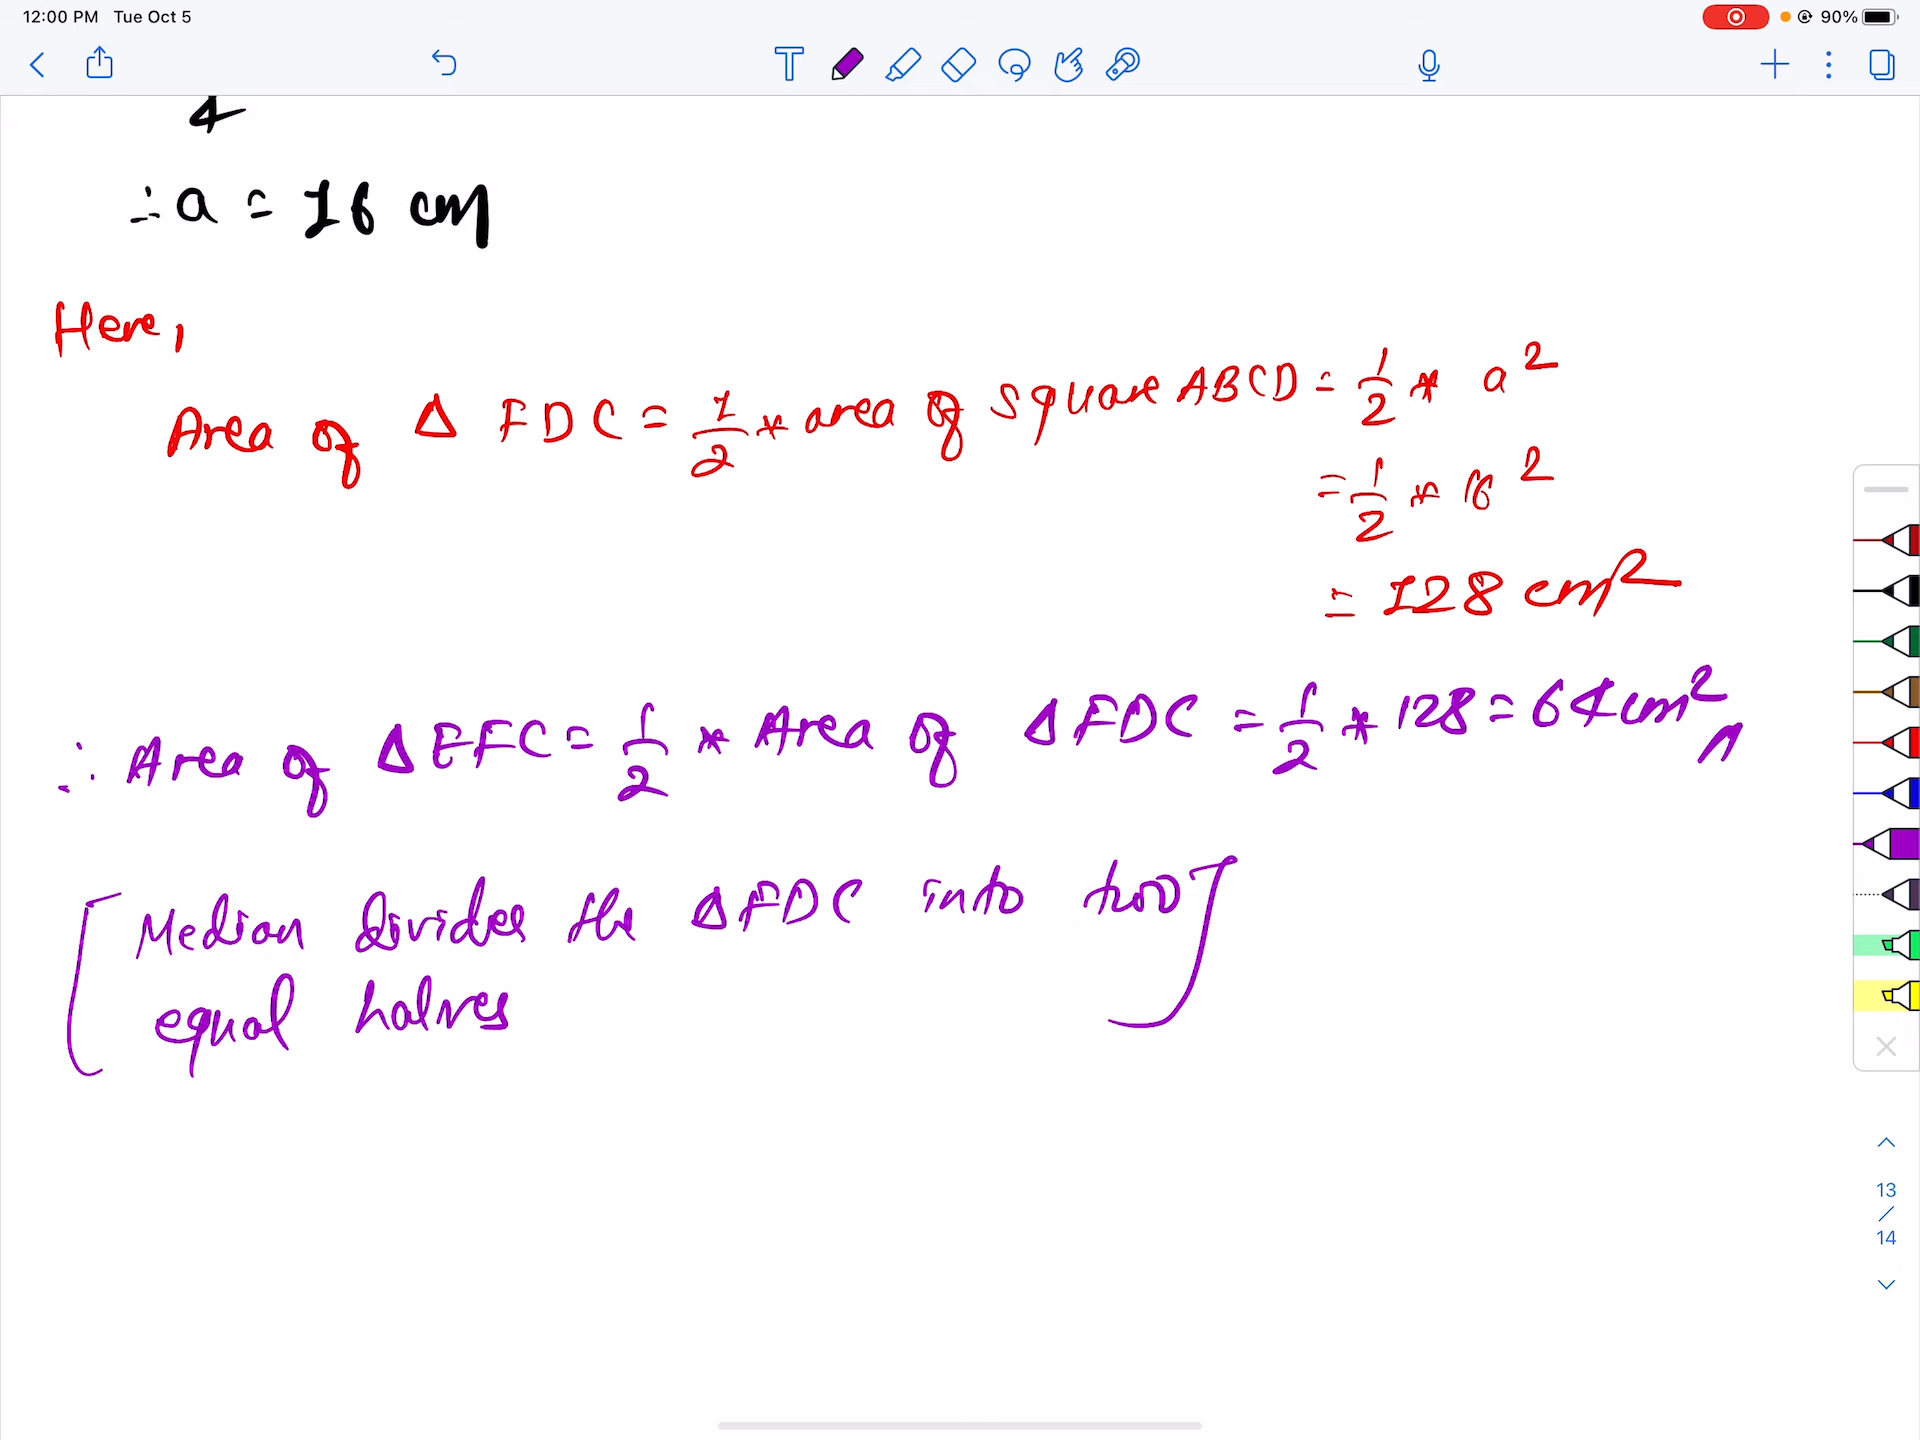 12:00 PM Tue Oct 5
90%
T
4
∴ a = 16 cm
Here,
Area of Δ FDC = 1/2 * area of square ABCD = 1/2 * a²
= 1/2 * 16²
= 128 cm²
∴ Area of Δ EFC = 1/2 * Area of Δ FDC = 1/2 * 128 = 64 cm²
[Median divides the Δ FDC into two
equal halves]
13
/
14